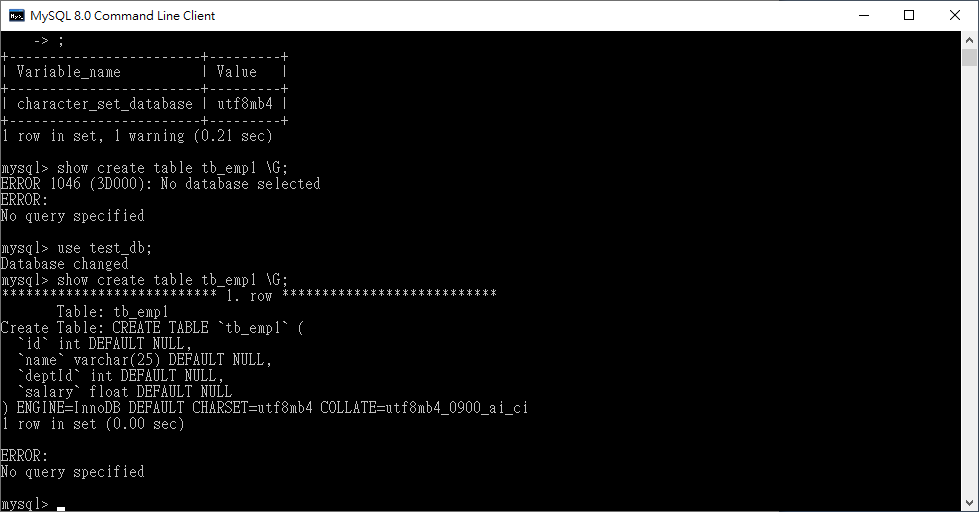 MySQL 8.0 Command Line Client
    -> ;
+------------------------+---------+
| Variable_name          | Value   |
+------------------------+---------+
| character_set_database | utf8mb4 |
+------------------------+---------+
1 row in set, 1 warning (0.21 sec)

mysql> show create table tb_emp1 \G;
ERROR 1046 (3D000): No database selected
ERROR:
No query specified

mysql> use test_db;
Database changed
mysql> show create table tb_emp1 \G;
*************************** 1. row ***************************
       Table: tb_emp1
Create Table: CREATE TABLE `tb_emp1` (
  `id` int DEFAULT NULL,
  `name` varchar(25) DEFAULT NULL,
  `deptId` int DEFAULT NULL,
  `salary` float DEFAULT NULL
) ENGINE=InnoDB DEFAULT CHARSET=utf8mb4 COLLATE=utf8mb4_0900_ai_ci
1 row in set (0.00 sec)

ERROR:
No query specified

mysql>